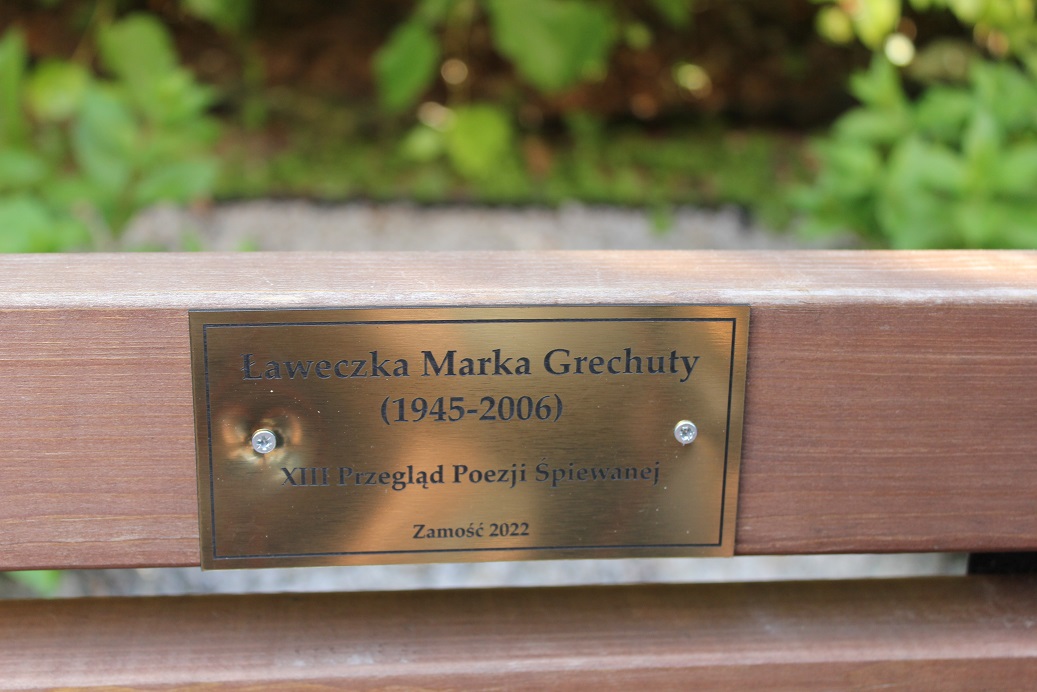 Ławeczka Marka Grechuty
(1945-2006)
XIII Przegląd Poezji Śpiewanej
Zamość 2022